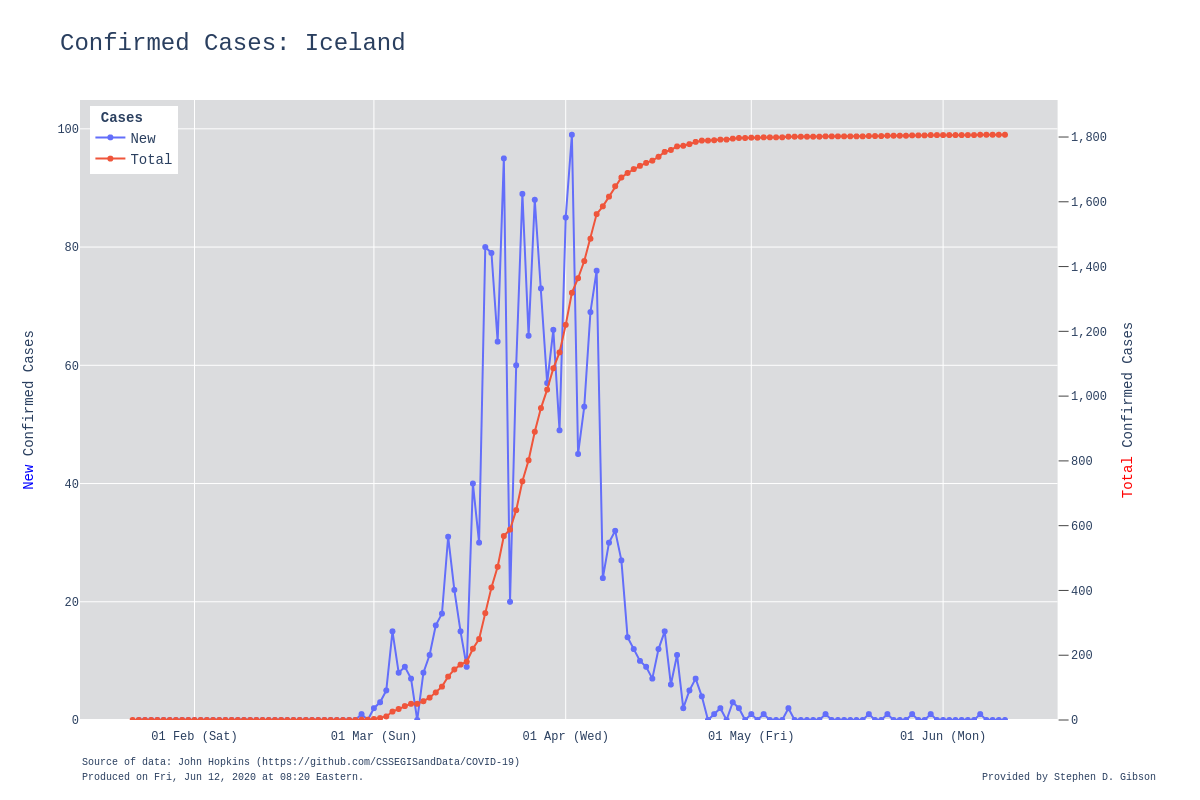 Confirmed Cases: Iceland
Cases
New
Total
100
80
60
40
20
0
New Confirmed Cases
1,800
1,600
1,400
1,200
1,000
800
600
400
200
0
Total Confirmed Cases
01 Feb (Sat)
01 Mar (Sun)
01 Apr (Wed)
01 May (Fri)
01 Jun (Mon)
Source of data: John Hopkins (https://github.com/CSSEGISandData/COVID-19)
Produced on Fri, Jun 12, 2020 at 08:20 Eastern.
Provided by Stephen D. Gibson